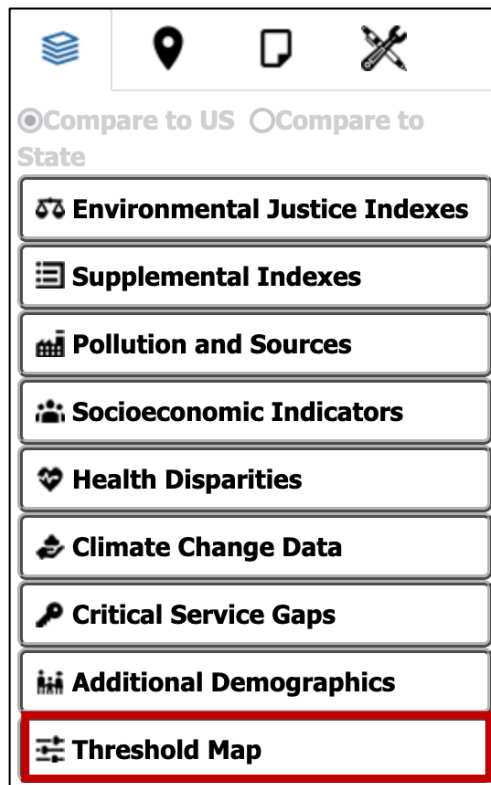 Compare to US Compare to
State
Environmental Justice Indexes
Supplemental Indexes
Pollution and Sources
Socioeconomic Indicators
Health Disparities
Climate Change Data
Critical Service Gaps
Additional Demographics
Threshold Map